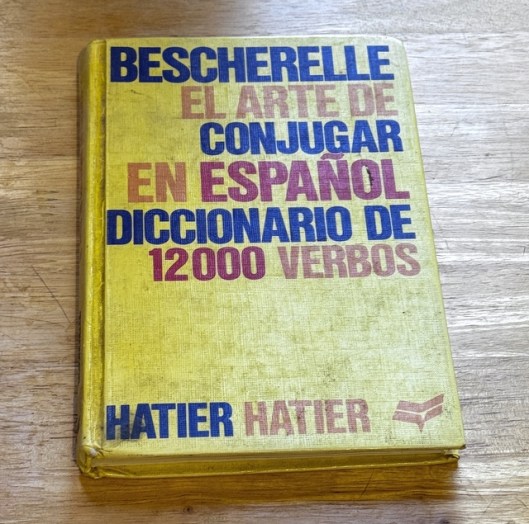 BESCHERELLE
EL ARTE DE
CONJUGAR
EN ESPAÑOL
DICCIONARIO DE
12000 VERBOS
HATIER HATIER